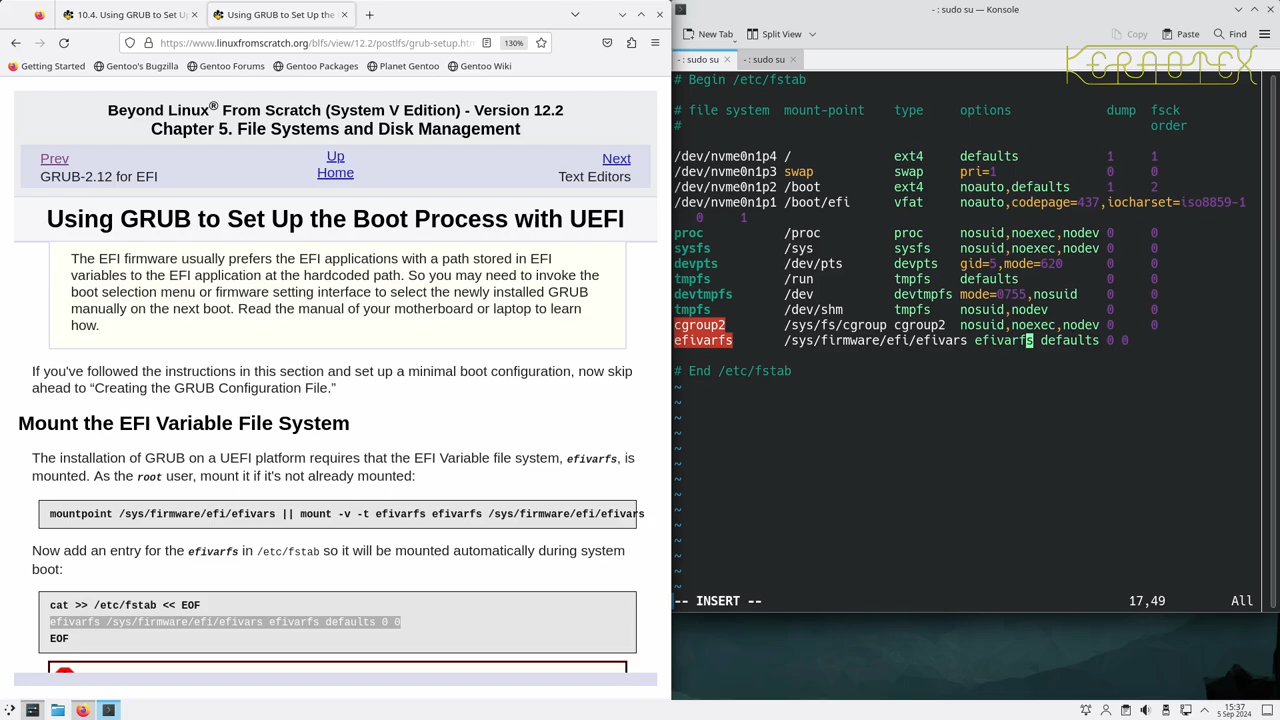 10.4. Using GRUB to Set Up
Using GRUB to Set Up the
https://www.linuxfromscratch.org/blfs/view/12.2/postlfs/grub-setup.ht
130%
Getting Started
Gentoo's Bugzilla
Gentoo Forums
Gentoo Packages
Planet Gentoo
Gentoo Wiki
Beyond Linux® From Scratch (System V Edition) - Version 12.2
Chapter 5. File Systems and Disk Management
Prev
Up
Next
GRUB-2.12 for EFI
Home
Text Editors
Using GRUB to Set Up the Boot Process with UEFI
The EFI firmware usually prefers the EFI applications with a path stored in EFI
variables to the EFI application at the hardcoded path. So you may need to invoke the
boot selection menu or firmware setting interface to select the newly installed GRUB
manually on the next boot. Read the manual of your motherboard or laptop to learn
how.
If you've followed the instructions in this section and set up a minimal boot configuration, now skip
ahead to “Creating the GRUB Configuration File.”
Mount the EFI Variable File System
The installation of GRUB on a UEFI platform requires that the EFI Variable file system, efivarfs, is
mounted. As the root user, mount it if it's not already mounted:
mountpoint /sys/firmware/efi/efivars || mount -v -t efivarfs efivarfs /sys/firmware/efi/efivars
Now add an entry for the efivarfs in /etc/fstab so it will be mounted automatically during system
boot:
cat >> /etc/fstab << EOF
efivarfs /sys/firmware/efi/efivars efivarfs defaults 0 0
EOF
- : sudo su — Konsole
New Tab
Split View
Copy
Paste
Find
- : sudo su
- : sudo su
KERNOTEX
# Begin /etc/fstab
# file system  mount-point    type     options             dump  fsck
#                                                                order
/dev/nvme0n1p4 /              ext4     defaults            1     1
/dev/nvme0n1p3 swap           swap     pri=1               0     0
/dev/nvme0n1p2 /boot          ext4     noauto,defaults     1     2
/dev/nvme0n1p1 /boot/efi      vfat     noauto,codepage=437,iocharset=iso8859-1
0     1
proc           /proc          proc     nosuid,noexec,nodev 0     0
sysfs          /sys           sysfs    nosuid,noexec,nodev 0     0
devpts         /dev/pts       devpts   gid=5,mode=620      0     0
tmpfs          /run           tmpfs    defaults            0     0
devtmpfs       /dev           devtmpfs mode=0755,nosuid    0     0
tmpfs          /dev/shm       tmpfs    nosuid,nodev        0     0
cgroup2        /sys/fs/cgroup cgroup2  nosuid,noexec,nodev 0     0
efivarfs       /sys/firmware/efi/efivars efivarfs defaults 0 0
# End /etc/fstab
~
~
~
~
~
~
~
~
~
~
~
~
~
~
-- INSERT --
17,49
All
15:37
5 Sep 2024